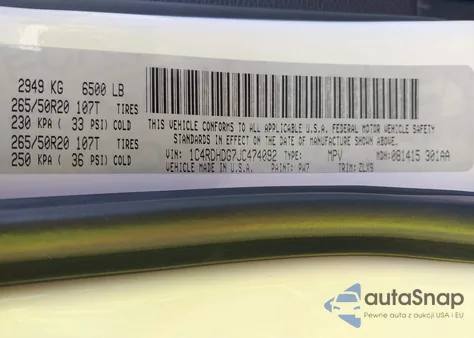 2949 KG 6500 LB
265/50R20 107T TIRES
230 KPA ( 33 PSI) COLD
265/50R20 107T TIRES
250 KPA ( 36 PSI) COLD
THIS VEHICLE CONFORMS TO ALL APPLICABLE U.S.A. FEDERAL MOTOR VEHICLE SAFETY
STANDARDS IN EFFECT ON THE DATE OF MANUFACTURE SHOWN ABOVE.
VIN: 1C4RDHDG7JC474092 TYPE: MPV MDH: 081415 301AA
VEHICLE MADE IN U.S.A. PAINT: PW7 TRIM: ZLX9
autoSnap
Pewne auta z aukcji USA i EU